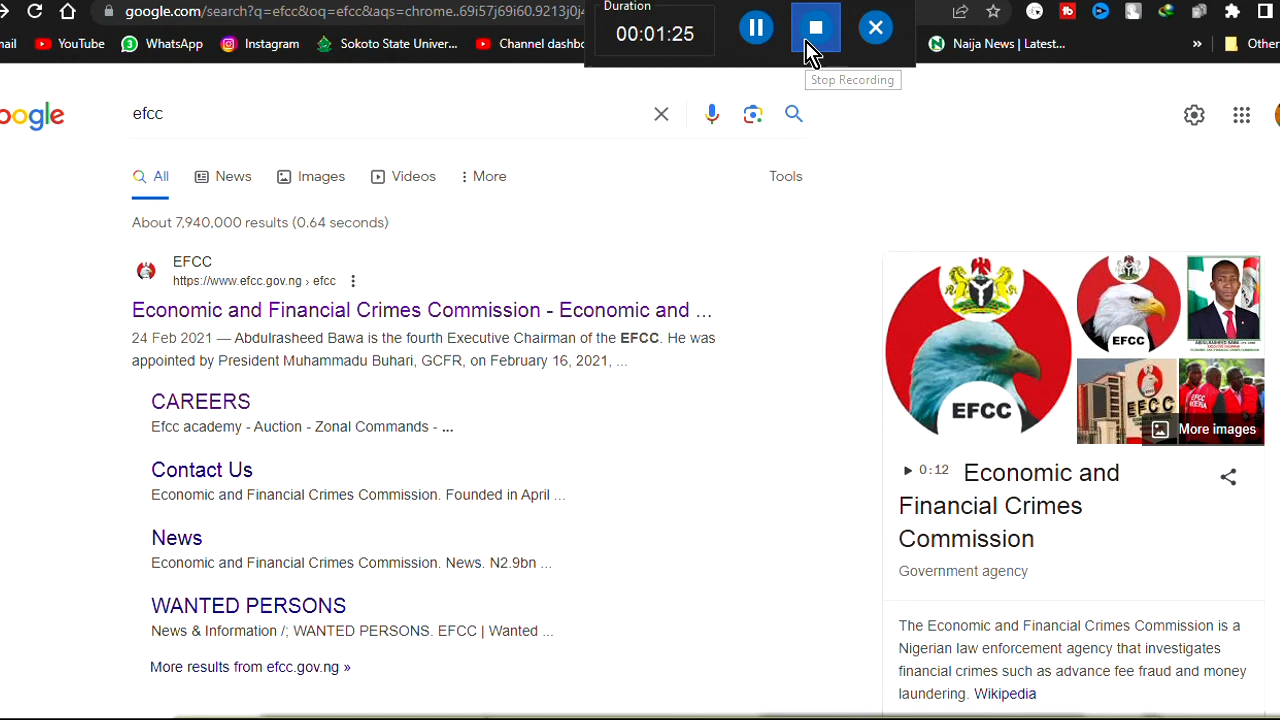 Duration
00:01:25
google.com/search?q=efcc&oq=efcc&aqs=chrome..69i57j69i60.9213j0j4
Stop Recording
YouTube
WhatsApp
Instagram
Sokoto State Univer...
Channel dashbo
Naija News | Latest...
»
Other
oogle
efcc
All
News
Images
Videos
More
Tools
About 7,940,000 results (0.64 seconds)
EFCC
https://www.efcc.gov.ng › efcc
Economic and Financial Crimes Commission - Economic and ...
24 Feb 2021 — Abdulrasheed Bawa is the fourth Executive Chairman of the EFCC. He was
appointed by President Muhammadu Buhari, GCFR, on February 16, 2021, ...
CAREERS
Efcc academy - Auction - Zonal Commands - ...
Contact Us
Economic and Financial Crimes Commission. Founded in April ...
News
Economic and Financial Crimes Commission. News. N2.9bn ...
WANTED PERSONS
News & Information /; WANTED PERSONS. EFCC | Wanted ...
More results from efcc.gov.ng »
EFCC
EFCC
EFCC
More images
0:12
Economic and
Financial Crimes
Commission
Government agency
The Economic and Financial Crimes Commission is a
Nigerian law enforcement agency that investigates
financial crimes such as advance fee fraud and money
laundering. Wikipedia